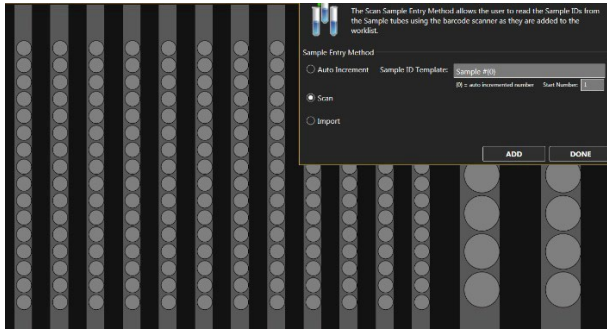 The Scan Sample Entry Method allows the user to read the Sample IDs from
the Sample tubes using the barcode scanner as they are added to the
worklist.
Sample Entry Method
Auto Increment Sample ID Template: Sample #{0}
{0} = auto incremented number Start Number: 1
Scan
Import
ADD DONE